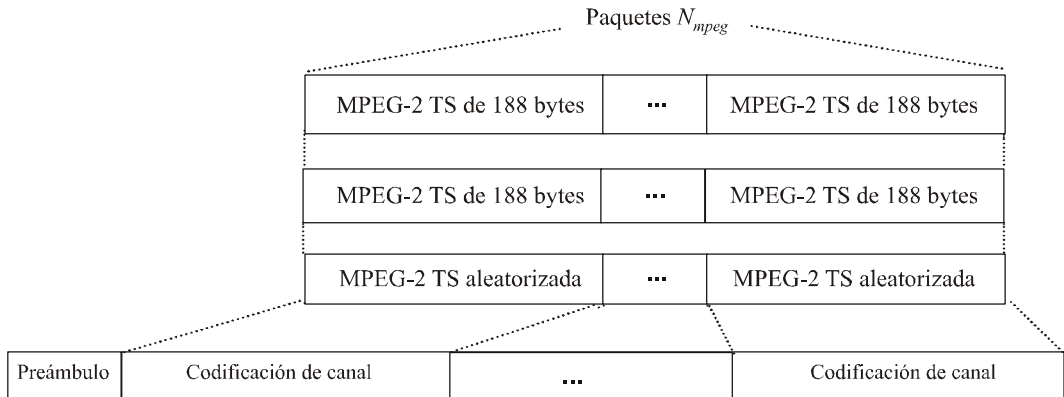 Paquetes N_mpeg
MPEG-2 TS de 188 bytes ... MPEG-2 TS de 188 bytes
MPEG-2 TS de 188 bytes ... MPEG-2 TS de 188 bytes
MPEG-2 TS aleatorizada ... MPEG-2 TS aleatorizada
Preámbulo Codificación de canal ... Codificación de canal